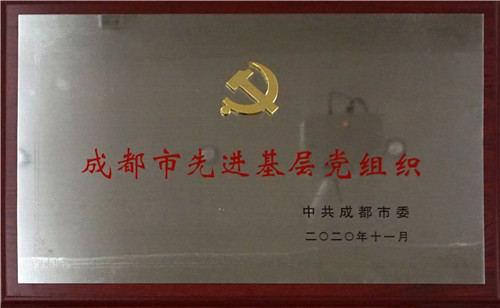 成都市先进基层党组织
中共成都市委
二〇二〇年十一月